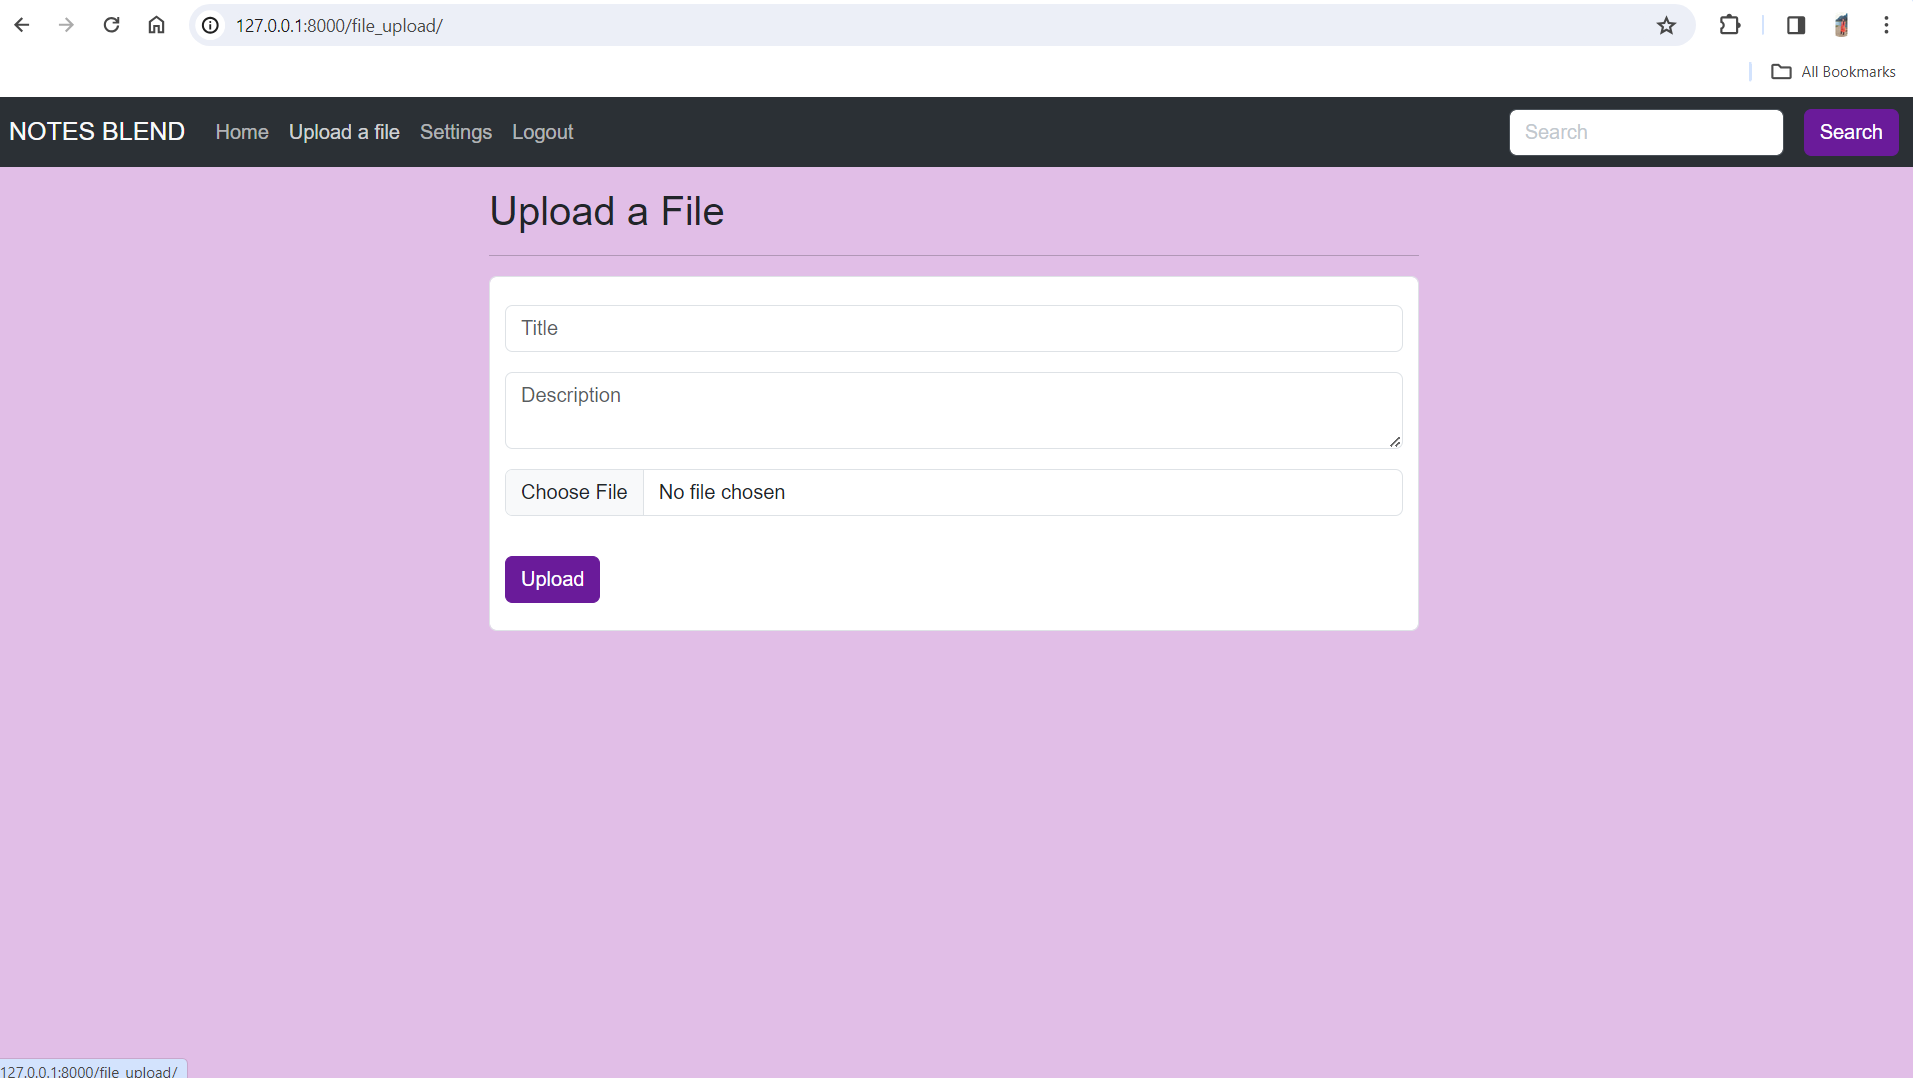 127.0.0.1:8000/file_upload/
All Bookmarks
NOTES BLEND Home Upload a file Settings Logout Search Search
Upload a File
Title
Description
Choose File No file chosen
Upload
127.0.0.1:8000/file_upload/